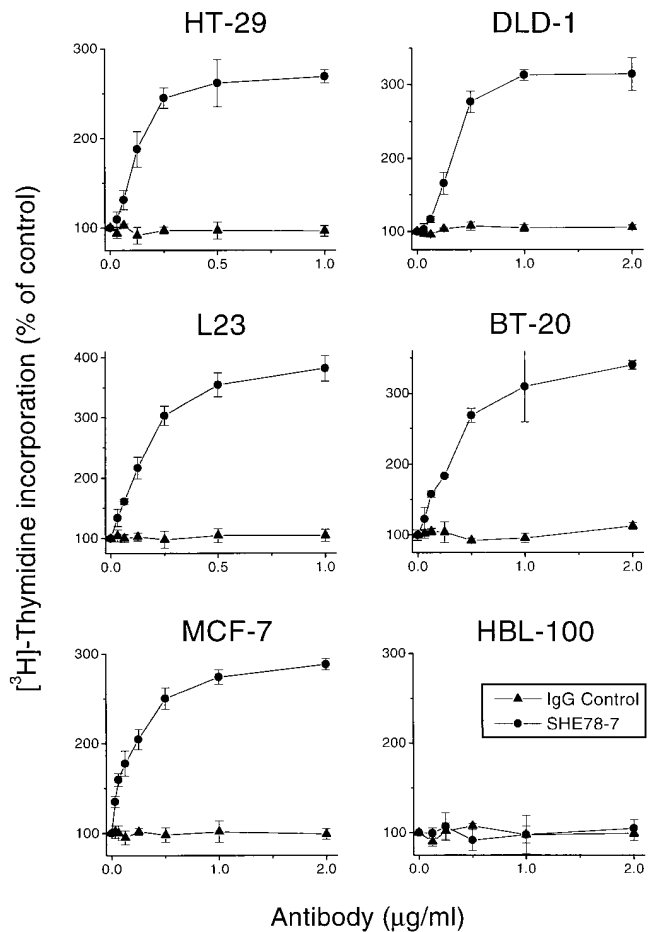 HT-29
DLD-1
300
200
100
0.0 0.5 1.0
300
200
100
0.0 1.0 2.0
L23
BT-20
400
300
200
100
0.0 0.5 1.0
300
200
100
0.0 1.0 2.0
MCF-7
HBL-100
300
200
100
0.0 1.0 2.0
300
200
100
0.0 1.0 2.0
IgG Control
SHE78-7
[³H]-Thymidine incorporation (% of control)
Antibody (μg/ml)